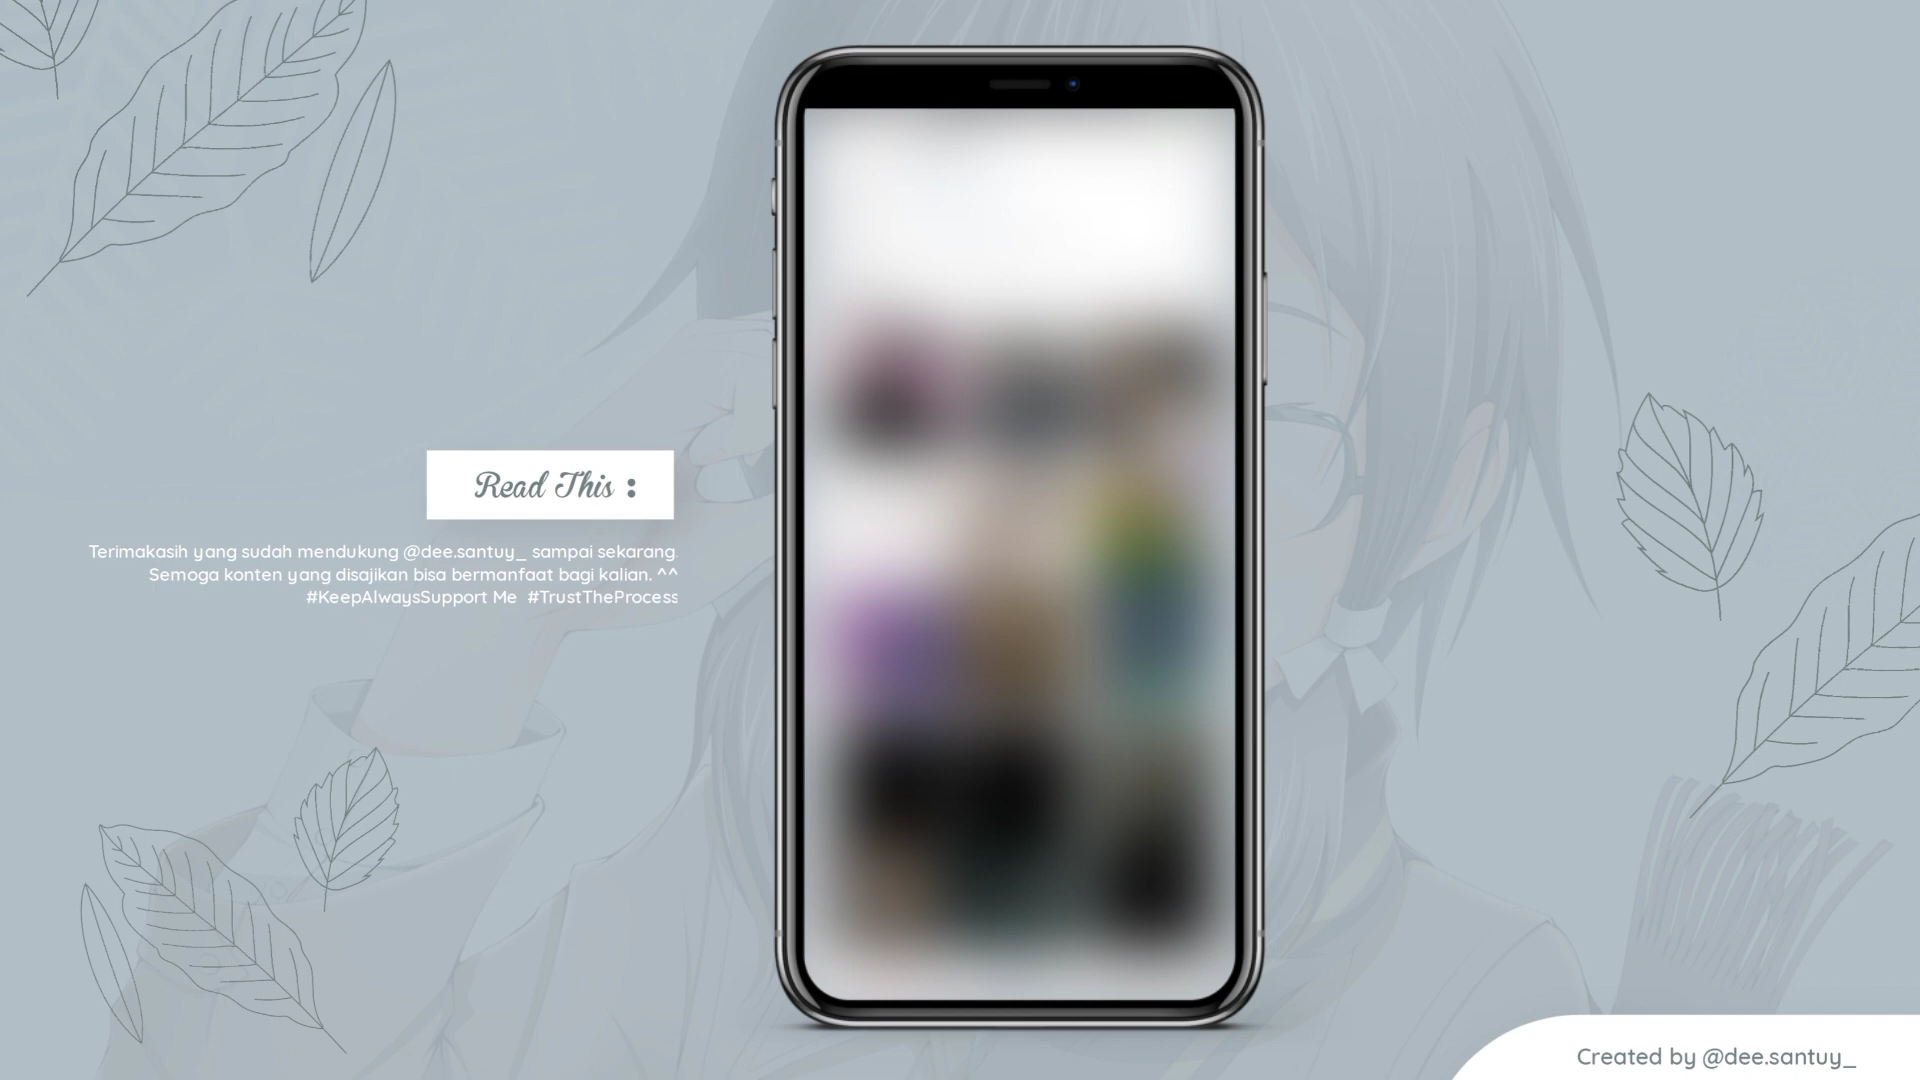 Read This :
Terimakasih yang sudah mendukung @dee.santuy_ sampai sekarang.
Semoga konten yang disajikan bisa bermanfaat bagi kalian. ^^
#KeepAlwaysSupport Me #TrustTheProcess
Created by @dee.santuy_